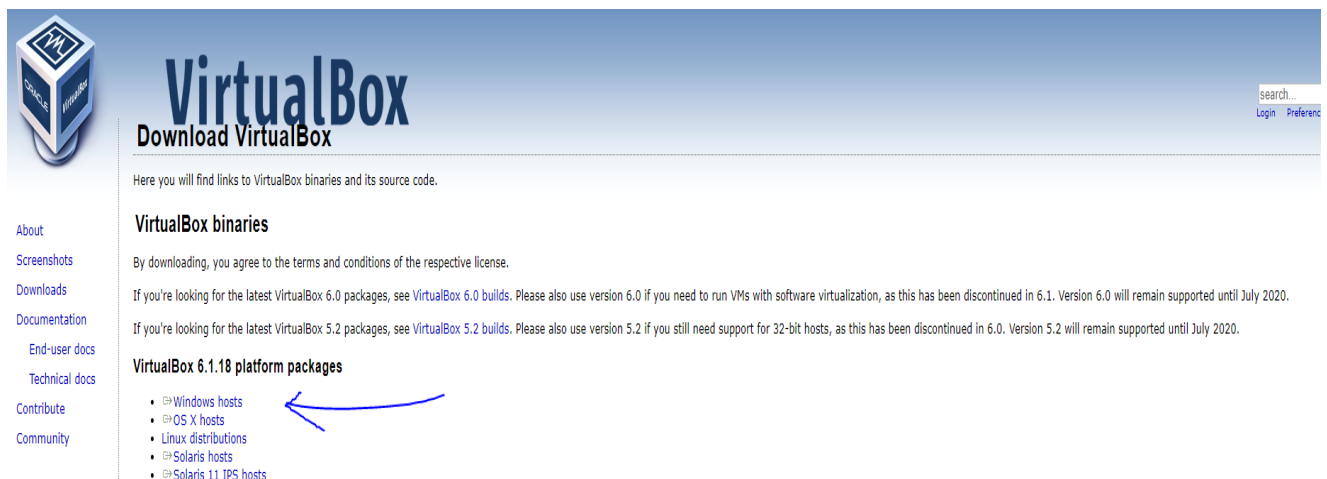 ORACLE
VirtualBox
VirtualBox
search...
Login Preferenc
Download VirtualBox
Here you will find links to VirtualBox binaries and its source code.
About
Screenshots
Downloads
Documentation
End-user docs
Technical docs
Contribute
Community
VirtualBox binaries
By downloading, you agree to the terms and conditions of the respective license.
If you're looking for the latest VirtualBox 6.0 packages, see VirtualBox 6.0 builds. Please also use version 6.0 if you need to run VMs with software virtualization, as this has been discontinued in 6.1. Version 6.0 will remain supported until July 2020.
If you're looking for the latest VirtualBox 5.2 packages, see VirtualBox 5.2 builds. Please also use version 5.2 if you still need support for 32-bit hosts, as this has been discontinued in 6.0. Version 5.2 will remain supported until July 2020.
VirtualBox 6.1.18 platform packages
• Windows hosts
• OS X hosts
• Linux distributions
• Solaris hosts
• Solaris 11 IPS hosts